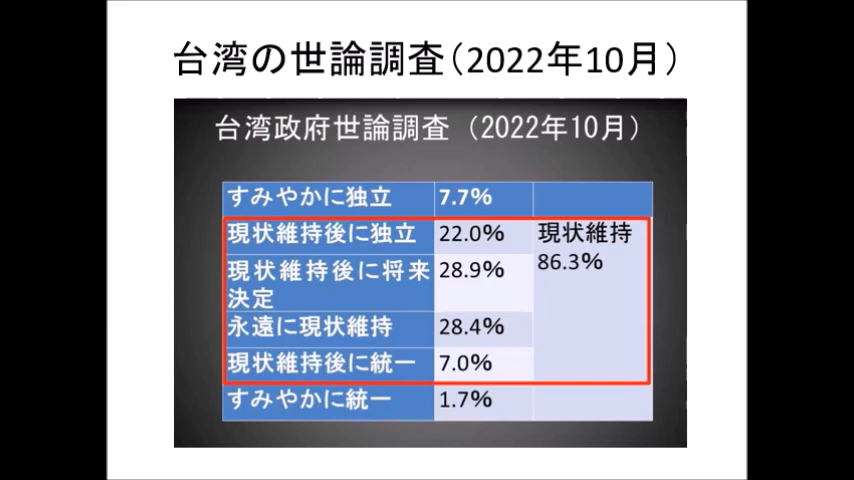 台湾の世論調査（2022年10月）
台湾政府世論調査（2022年10月）
すみやかに独立 7.7%
現状維持後に独立 22.0% 現状維持
86.3%
現状維持後に将来
決定 28.9%
永遠に現状維持 28.4%
現状維持後に統一 7.0%
すみやかに統一 1.7%